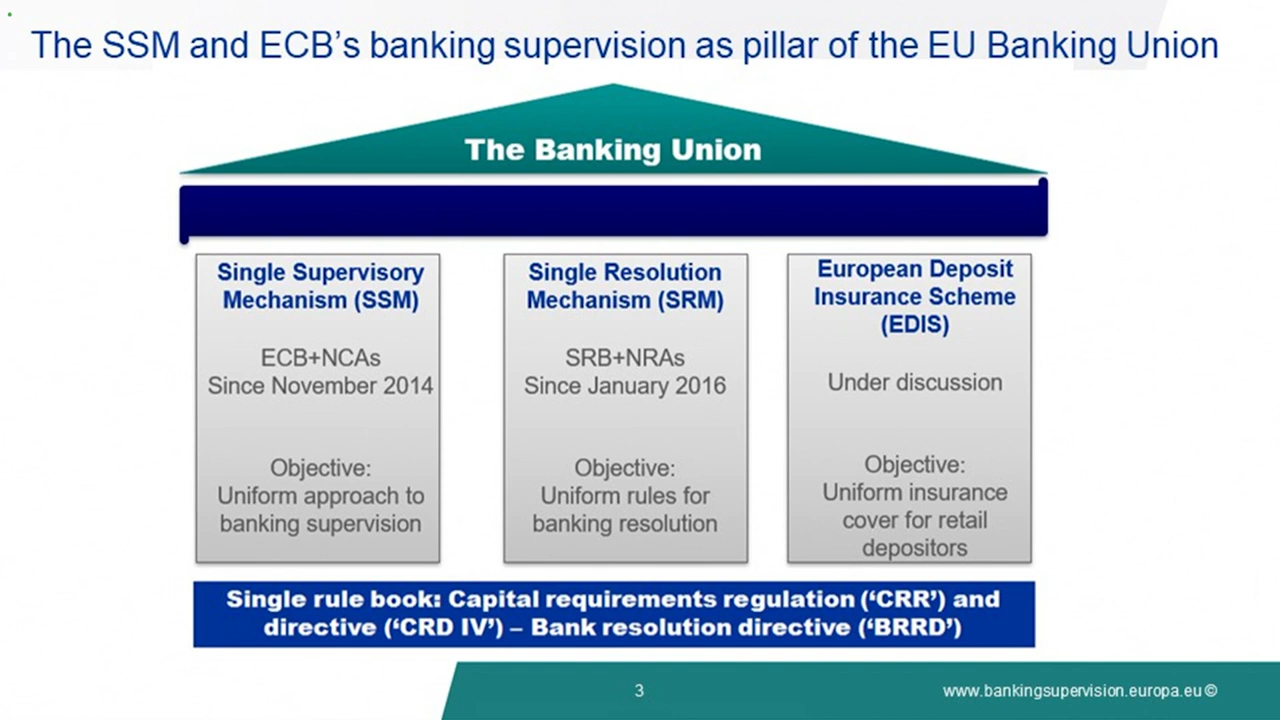 The SSM and ECB's banking supervision as pillar of the EU Banking Union
The Banking Union
Single Supervisory
Mechanism (SSM)
ECB+NCAs
Since November 2014
Objective:
Uniform approach to
banking supervision
Single Resolution
Mechanism (SRM)
SRB+NRAs
Since January 2016
Objective:
Uniform rules for
banking resolution
European Deposit
Insurance Scheme
(EDIS)
Under discussion
Objective:
Uniform insurance
cover for retail
depositors
Single rule book: Capital requirements regulation (‘CRR’) and
directive (‘CRD IV’) – Bank resolution directive (‘BRRD’)
3
www.bankingsupervision.europa.eu ©